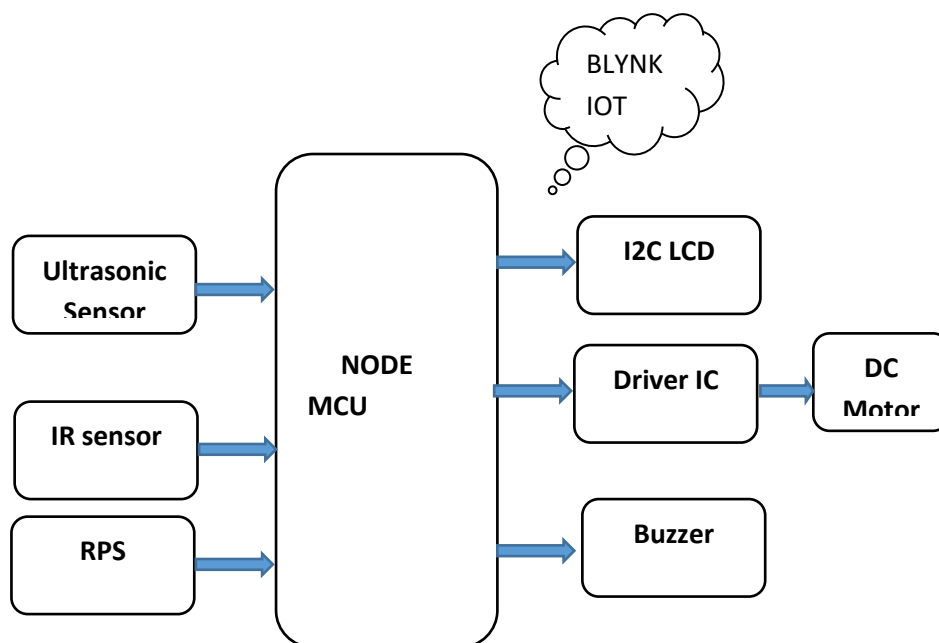 BLYNK
IOT
Ultrasonic
Sensor
IR sensor
RPS
NODE
MCU
I2C LCD
Driver IC
DC
Motor
Buzzer